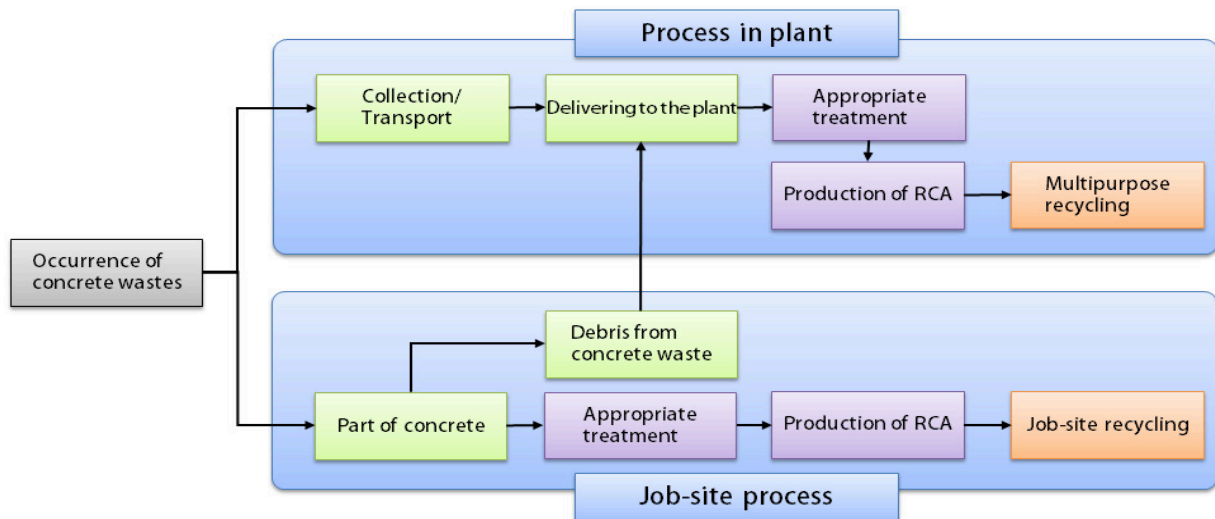 Process in plant
Collection/
Transport
Delivering to the plant
Appropriate
treatment
Production of RCA
Multipurpose
recycling
Occurrence of
concrete wastes
Debris from
concrete waste
Part of concrete
Appropriate
treatment
Production of RCA
Job-site recycling
Job-site process